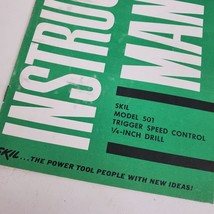 INSTRUC
MAN
SKIL
MODEL 501
TRIGGER SPEED CONTROL
¼-INCH DRILL
SKIL...THE POWER TOOL PEOPLE WITH NEW IDEAS!